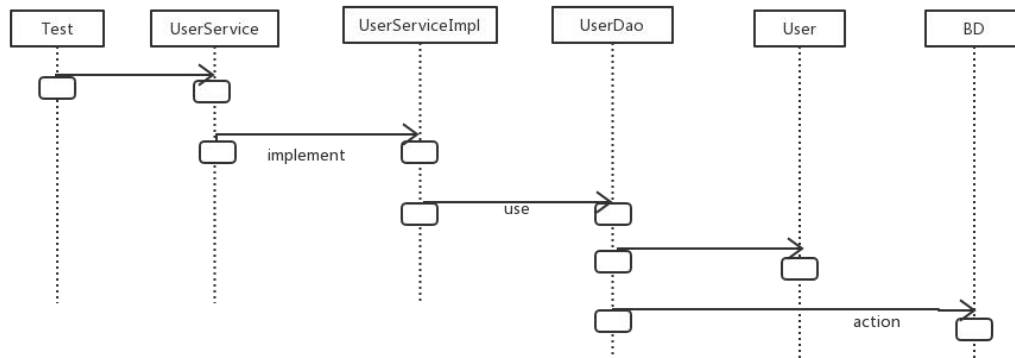 Test
UserService
UserServiceImpl
UserDao
User
BD
implement
use
action